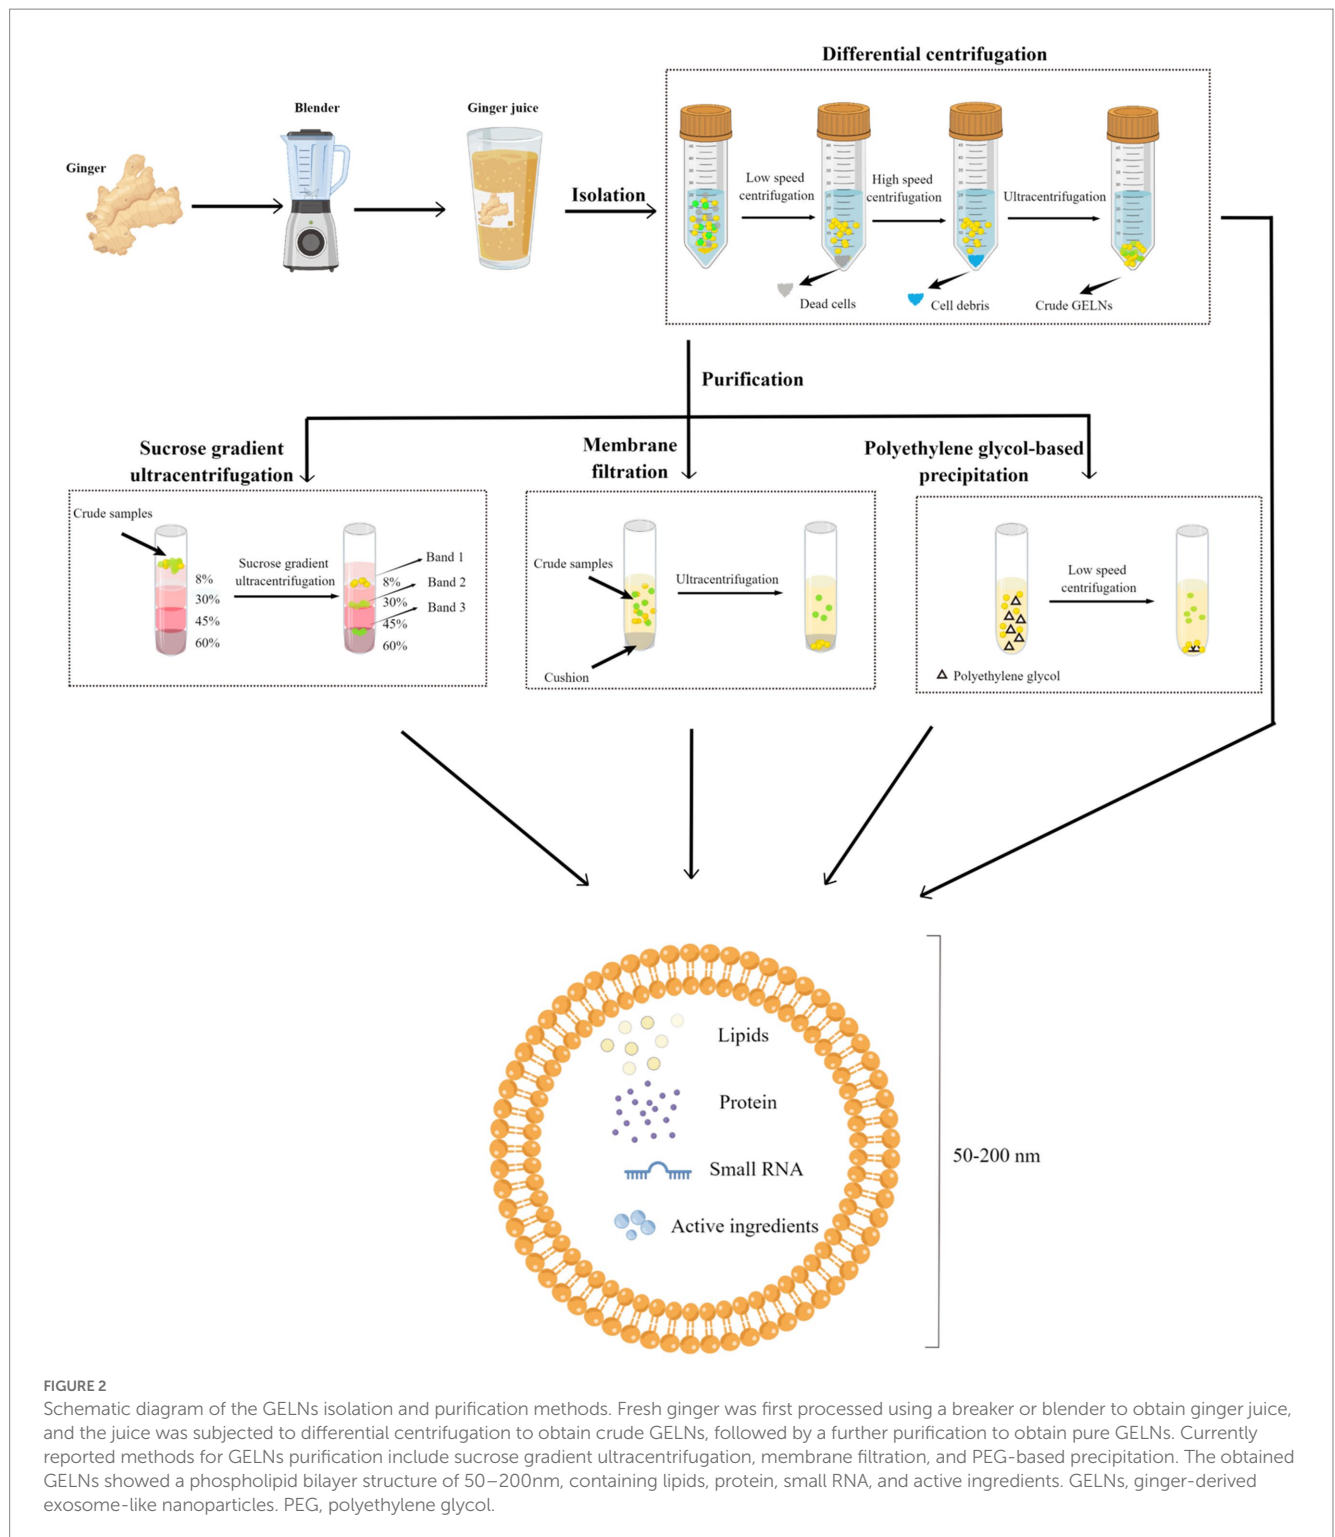 Differential centrifugation
Blender
Ginger juice
Ginger
Isolation
Low speed
centrifugation
High speed
centrifugation
Ultracentrifugation
Dead cells
Cell debris
Crude GELNs
Purification
Sucrose gradient
ultracentrifugation
Membrane
filtration
Polyethylene glycol-based
precipitation
Crude samples
8%
30%
45%
60%
Sucrose gradient
ultracentrifugation
8%
30%
45%
60%
Band 1
Band 2
Band 3
Crude samples
Ultracentrifugation
Cushion
Low speed
centrifugation
Polyethylene glycol
Lipids
Protein
Small RNA
Active ingredients
50-200 nm
FIGURE 2
Schematic diagram of the GELNs isolation and purification methods. Fresh ginger was first processed using a breaker or blender to obtain ginger juice,
and the juice was subjected to differential centrifugation to obtain crude GELNs, followed by a further purification to obtain pure GELNs. Currently
reported methods for GELNs purification include sucrose gradient ultracentrifugation, membrane filtration, and PEG-based precipitation. The obtained
GELNs showed a phospholipid bilayer structure of 50–200nm, containing lipids, protein, small RNA, and active ingredients. GELNs, ginger-derived
exosome-like nanoparticles. PEG, polyethylene glycol.